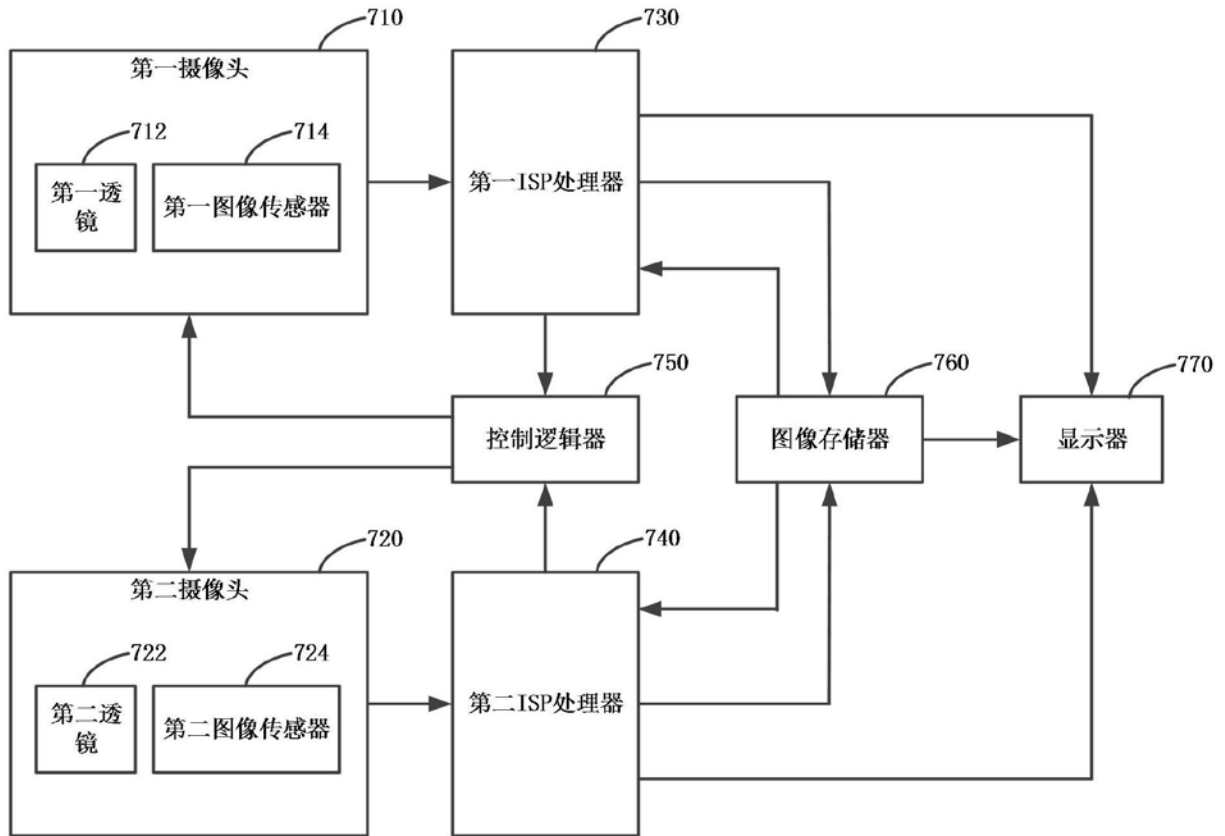 710
第一摄像头
712
714
第一透
镜
第一图像传感器
730
第一ISP处理器
750
控制逻辑器
760
图像存储器
770
显示器
720
第二摄像头
722
724
第二透
镜
第二图像传感器
740
第二ISP处理器